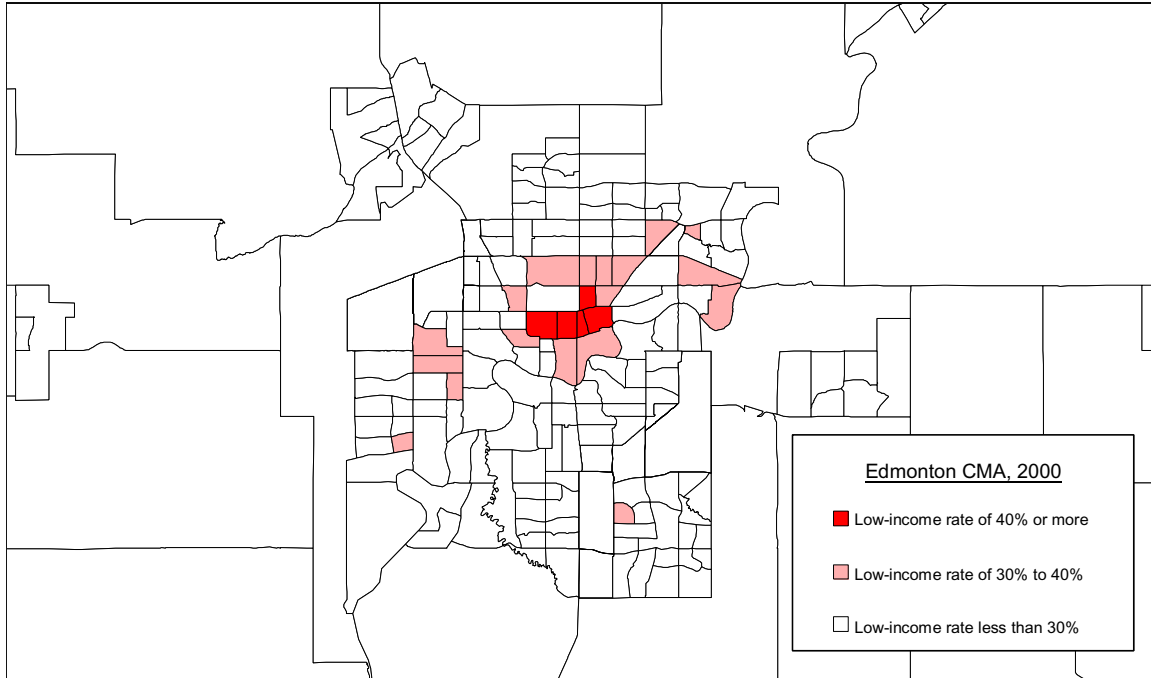 Edmonton CMA, 2000
Low-income rate of 40% or more
Low-income rate of 30% to 40%
Low-income rate less than 30%